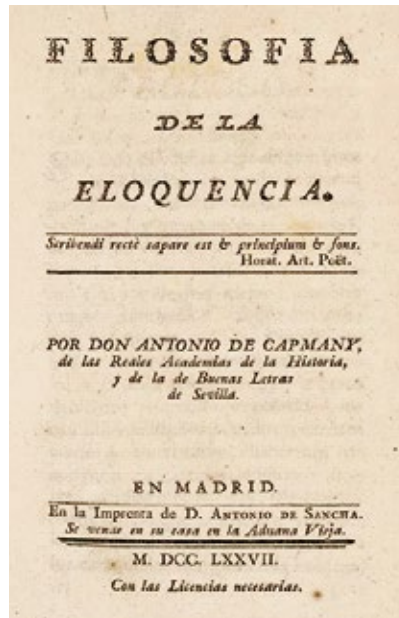 FILOSOFIA
DE LA
ELOQUENCIA.
Scribendi rectè sapere est & principium & fons.
Horat. Art. Poët.
POR DON ANTONIO DE CAPMANY,
de las Reales Academias de la Historia,
y de la de Buenas Letras
de Sevilla.
EN MADRID.
En la Imprenta de D. ANTONIO DE SANCHA.
Se vende en su casa en la Aduana Vieja.
M. DCC. LXXVII.
Con las Licencias necesarias.